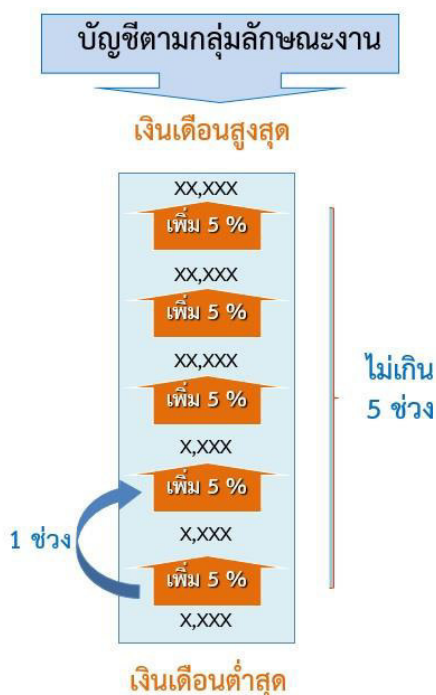 บัญชีตามกลุ่มลักษณะงาน
เงินเดือนสูงสุด
XX,XXX
เพิ่ม 5 %
XX,XXX
เพิ่ม 5 %
XX,XXX
เพิ่ม 5 %
ไม่เกิน
5 ช่วง
X,XXX
เพิ่ม 5 %
1 ช่วง
X,XXX
เพิ่ม 5 %
X,XXX
เงินเดือนต่ำสุด